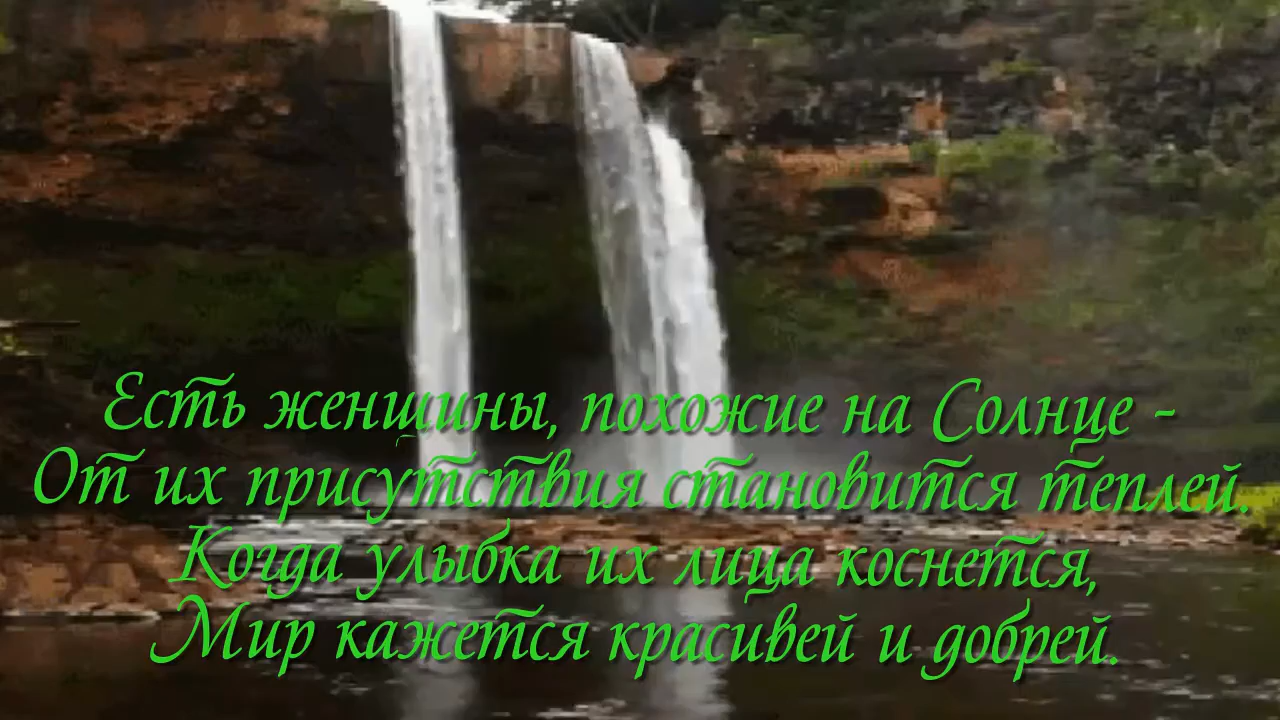 Есть женщины, похожие на Солнце -
От их присутствия становится теплей.
Когда улыбка их лица коснется,
Мир кажется красивей и добрей.